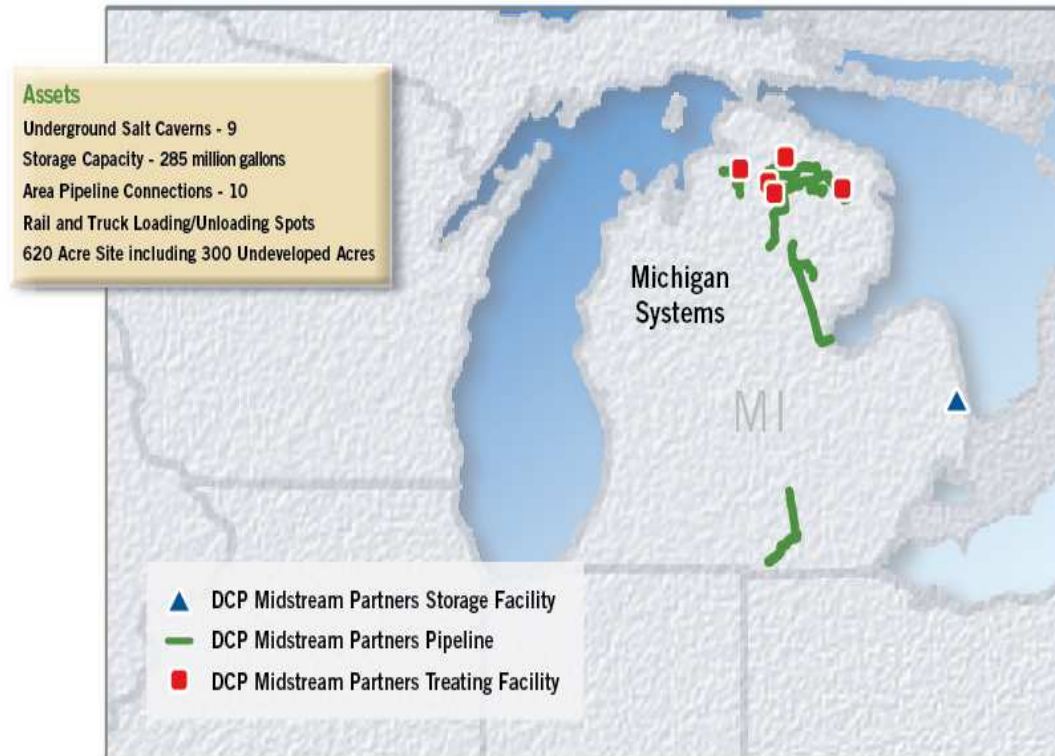 Assets
Underground Salt Caverns - 9
Storage Capacity - 285 million gallons
Area Pipeline Connections - 10
Rail and Truck Loading/Unloading Spots
620 Acre Site including 300 Undeveloped Acres
Michigan
Systems
MI
DCP Midstream Partners Storage Facility
DCP Midstream Partners Pipeline
DCP Midstream Partners Treating Facility